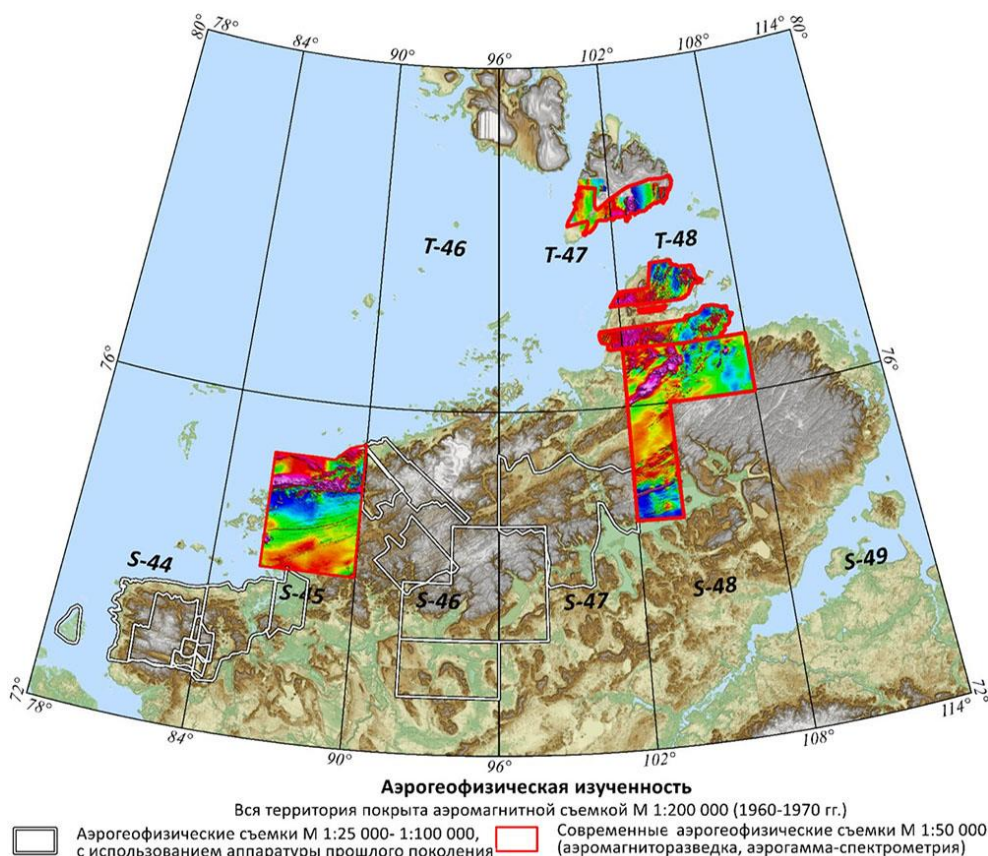 78°
84°
90°
96°
102°
108°
114°
80°
80°
T-46
T-47
T-48
76°
76°
S-44
S-45
S-46
S-47
S-48
S-49
72°
78°
84°
90°
96°
102°
108°
114°
72°
Аэрогеофизическая изученность
Вся территория покрыта аэромагнитной съемкой М 1:200 000 (1960-1970 гг.)
Аэрогеофизические съемки М 1:25 000- 1:100 000,
с использованием аппаратуры прошлого поколения
Современные аэрогеофизические съемки М 1:50 000
(аэромагниторазведка, аэрогамма-спектрометрия)